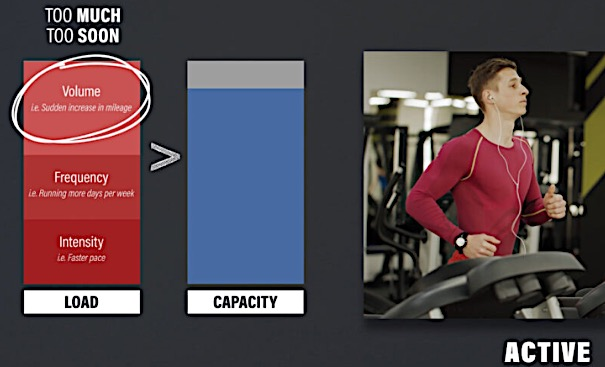 TOO MUCH
TOO SOON
Volume
i.e. Sudden increase in mileage
>
Frequency
i.e. Running more days per week
Intensity
i.e. Faster pace
LOAD
CAPACITY
ACTIVE